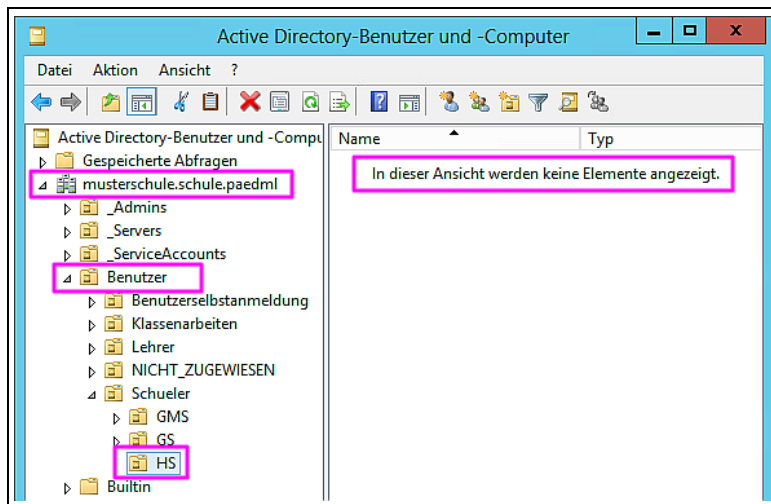 Active Directory-Benutzer und -Computer
x
Datei Aktion Ansicht ?
Active Directory-Benutzer und -Compu
Name Typ
Gespeicherte Abfragen
In dieser Ansicht werden keine Elemente angezeigt.
musterschule.schule.paedml
_Admins
_Servers
_ServiceAccounts
Benutzer
Benutzerselbstanmeldung
Klassenarbeiten
Lehrer
NICHT_ZUGEWIESEN
Schueler
GMS
GS
HS
Builtin